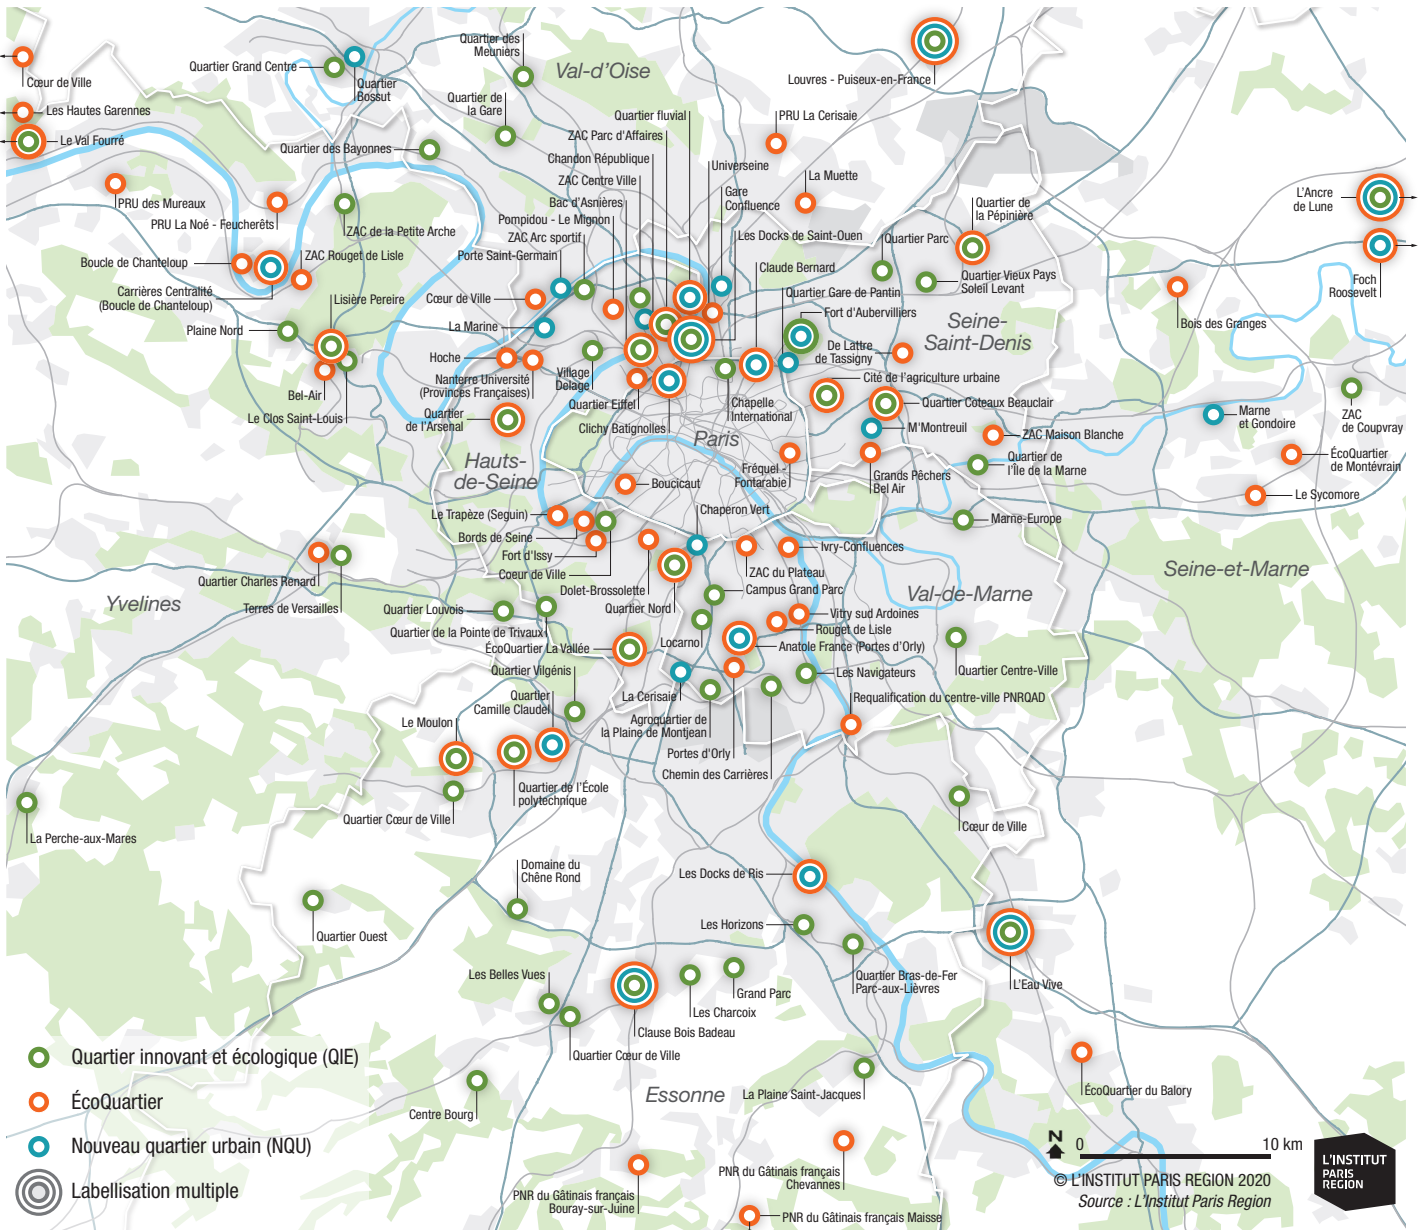 Quartier des
Meuniers
Val-d'Oise
Quartier Grand Centre
Quartier
Bossut
Louvres - Puiseux-en-France
Cœur de Ville
Les Hautes Garennes
Quartier de
la Gare
Quartier fluvial
PRU La Cerisaie
Le Val Fourré
ZAC Parc d'Affaires
Quartier des Bayonnes
Chandon République
Universeine
La Muette
ZAC Centre Ville
Gare
Confluence
L'Ancre
de Lune
PRU des Mureaux
Bac d'Asnières
Quartier de
la Pépinière
PRU La Noé - Feucherêts
Pompidou - Le Mignon
ZAC de la Petite Arche
ZAC Arc sportif
Les Docks de Saint-Ouen
Quartier Parc
Boucle de Chanteloup
ZAC Rouget de Lisle
Porte Saint-Germain
Claude Bernard
Quartier Vieux Pays
Soleil Levant
Foch
Roosevelt
Carrières Centralité
(Boucle de Chanteloup)
Lisière Pereire
Cœur de Ville
Quartier Gare de Pantin
Fort d'Aubervilliers
Seine-
Saint-Denis
Bois des Granges
Plaine Nord
La Marine
De Lattre
de Tassigny
Hoche
Nanterre Université
(Provinces Françaises)
Village
Delage
Cité de l'agriculture urbaine
Bel-Air
Le Clos Saint-Louis
Quartier
de l'Arsenal
Quartier Eiffel
Clichy Batignolles
Chapelle
International
Quartier Coteaux Beauclair
M'Montreuil
Marne
et Gondoire
ZAC
de Coupvray
Paris
ZAC Maison Blanche
Hauts-
de-Seine
Fréquel -
Fontarabie
Grands Pêchers
Bel Air
Quartier de
l'Île de la Marne
ÉcoQuartier
de Montévrain
Boucicaut
Le Sycomore
Le Trapèze (Seguin)
Chaperon Vert
Marne-Europe
Bords de Seine
Fort d'Issy
Ivry-Confluences
Coeur de Ville
ZAC du Plateau
Quartier Charles Renard
Dolet-Brossolette
Campus Grand Parc
Seine-et-Marne
Yvelines
Terres de Versailles
Quartier Louvois
Quartier Nord
Val-de-Marne
Vitry sud Ardoines
Quartier de la Pointe de Trivaux
Rouget de Lisle
ÉcoQuartier La Vallée
Locarno
Anatole France (Portes d'Orly)
Quartier Vilgénis
Les Navigateurs
Quartier Centre-Ville
Quartier
Camille Claudel
La Cerisaie
Requalification du centre-ville PNRQAD
Le Moulon
Agroquartier de
la Plaine de Montjean
Portes d'Orly
Chemin des Carrières
Quartier de l'École
polytechnique
Quartier Cœur de Ville
Cœur de Ville
La Perche-aux-Mares
Domaine du
Chêne Rond
Les Docks de Ris
Quartier Ouest
Les Horizons
Les Belles Vues
Grand Parc
Quartier Bras-de-Fer
Parc-aux-Lièvres
L'Eau Vive
Les Charcoix
Clause Bois Badeau
Quartier Cœur de Ville
Essonne
La Plaine Saint-Jacques
ÉcoQuartier du Balory
Centre Bourg
PNR du Gâtinais français
Chevannes
PNR du Gâtinais français
Bouray-sur-Juine
PNR du Gâtinais français Maisse
Quartier innovant et écologique (QIE)
ÉcoQuartier
Nouveau quartier urbain (NQU)
Labellisation multiple
N
0
10 km
© L'INSTITUT PARIS REGION 2020
Source : L'Institut Paris Region
L'INSTITUT
PARIS
REGION